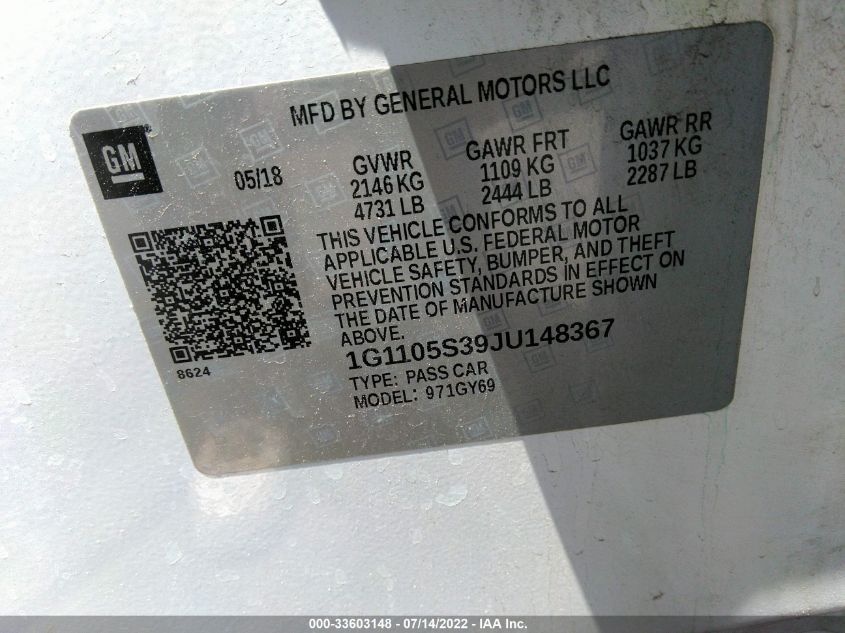 MFD BY GENERAL MOTORS LLC
GM
05/18
GVWR
2146 KG
4731 LB
GAWR FRT
1109 KG
2444 LB
GAWR RR
1037 KG
2287 LB
THIS VEHICLE CONFORMS TO ALL
APPLICABLE U.S. FEDERAL MOTOR
VEHICLE SAFETY, BUMPER, AND THEFT
PREVENTION STANDARDS IN EFFECT ON
THE DATE OF MANUFACTURE SHOWN
ABOVE.
8624
1G1105S39JU148367
TYPE: PASS CAR
MODEL: 971GY69
000-33603148 - 07/14/2022 - IAA Inc.